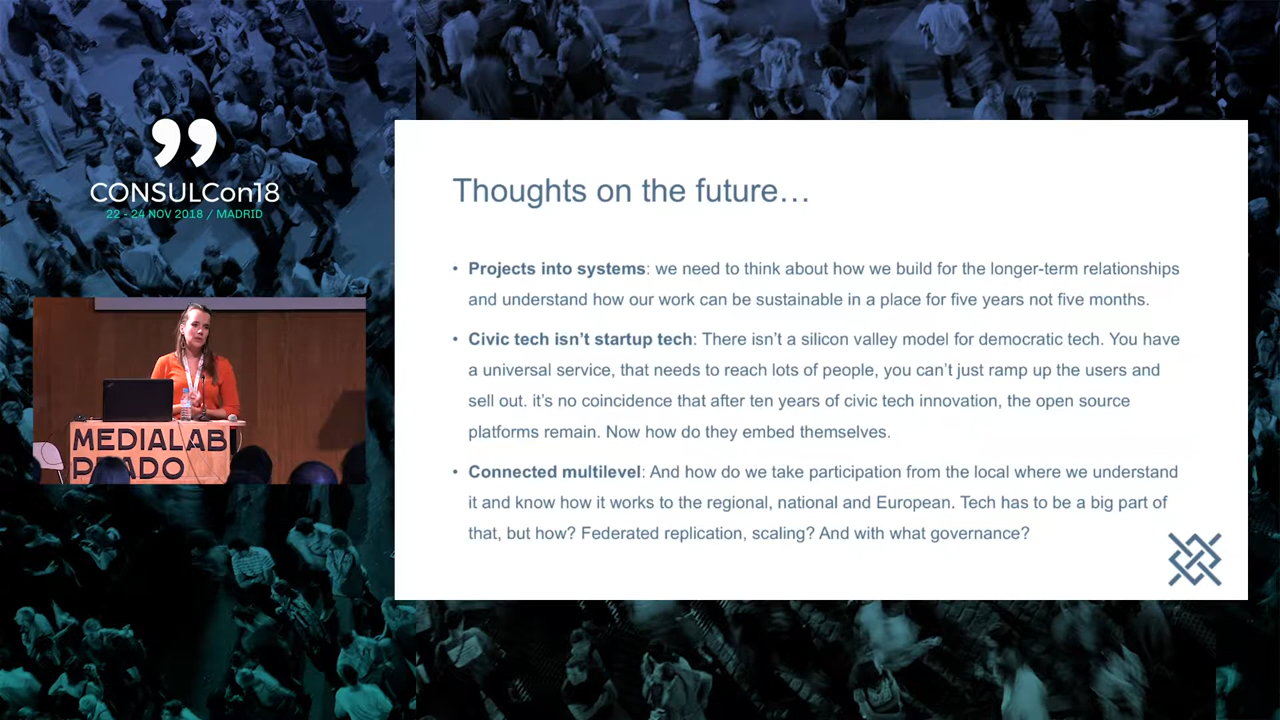 CONSULCon18
22 - 24 NOV 2018 / MADRID
MEDIALAB
PRADO
Thoughts on the future…
• Projects into systems: we need to think about how we build for the longer-term relationships
and understand how our work can be sustainable in a place for five years not five months.
• Civic tech isn’t startup tech: There isn’t a silicon valley model for democratic tech. You have
a universal service, that needs to reach lots of people, you can’t just ramp up the users and
sell out. it’s no coincidence that after ten years of civic tech innovation, the open source
platforms remain. Now how do they embed themselves.
• Connected multilevel: And how do we take participation from the local where we understand
it and know how it works to the regional, national and European. Tech has to be a big part of
that, but how? Federated replication, scaling? And with what governance?